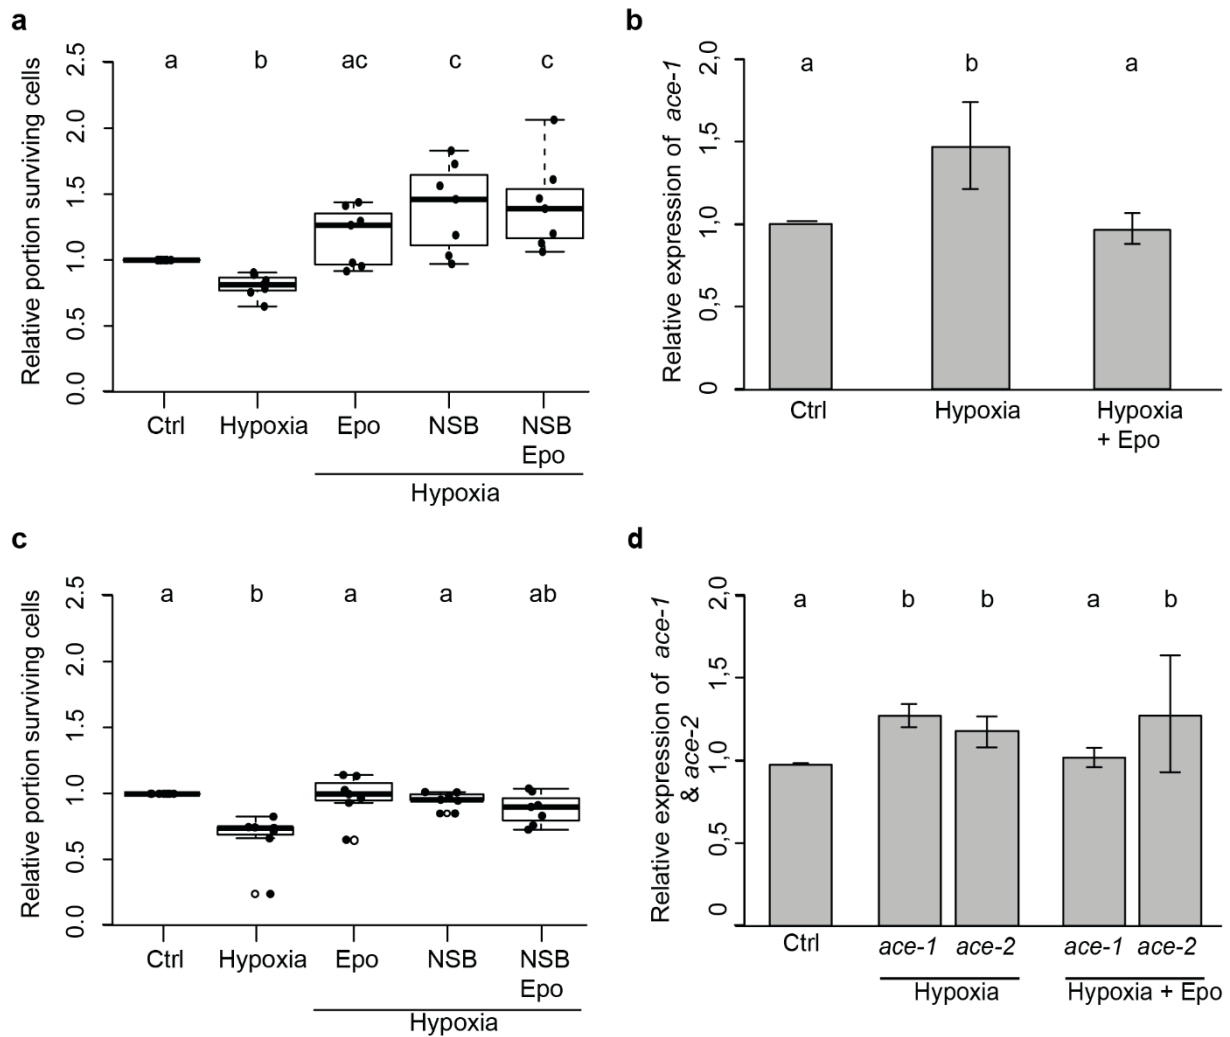 a
Relative portion surviving cells
2.5
2.0
1.5
1.0
0.5
0.0
a b ac c c
Ctrl Hypoxia Epo NSB NSB
Epo
Hypoxia
b
Relative expression of ace-1
2,0
1,5
1,0
0,5
0
a b a
Ctrl Hypoxia Hypoxia
+ Epo
c
Relative portion surviving cells
2.5
2.0
1.5
1.0
0.5
0.0
a b a a ab
Ctrl Hypoxia Epo NSB NSB
Epo
Hypoxia
d
Relative expression of ace-1
& ace-2
2,0
1,5
1,0
0,5
0
a b b a b
Ctrl ace-1 ace-2 ace-1 ace-2
Hypoxia Hypoxia + Epo